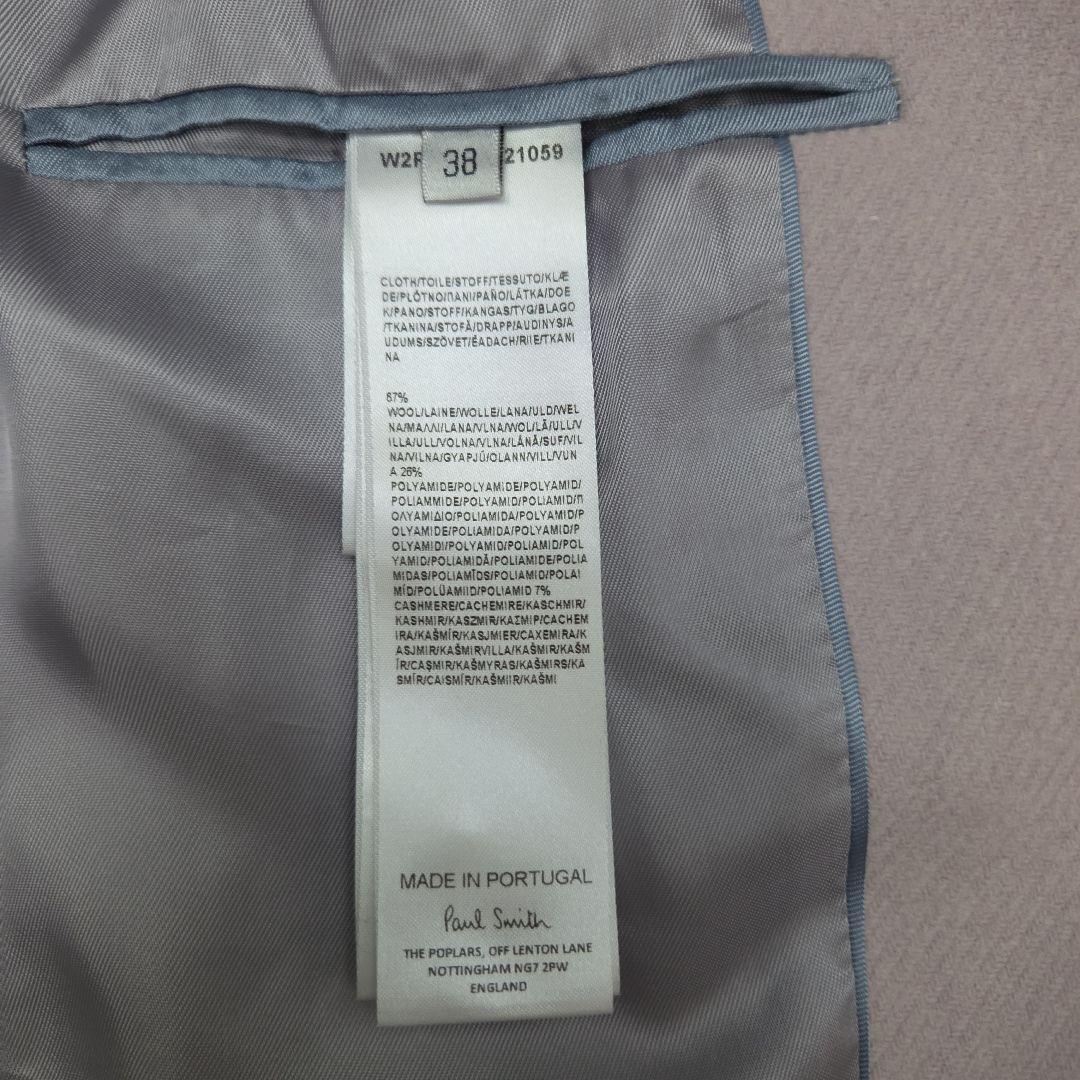 W2R 21059
38
CLOTH/TOILE/STOFF/TESSUTO/KLÆ
DE/PLÓTNO/ΠΑΝΙ/PAÑO/LÁTKA/DOE
K/PANO/STOFF/KANGAS/TYG/BLAGO
/TKANINA/STOFĂ/DRAPP/AUDINYS/A
UDUMS/SZÖVET/ÉADACH/RIIE/TKANI
NA
67%
WOOL/LAINE/WOLLE/LANA/ULD/WEL
NA/ΜΑΛΛΙ/LANA/VLNA/WOL/LÃ/ULL/V
ILLA/ULL/VOLNA/VLNA/LÂNĂ/SUF/VIL
NA/VILNA/GYAPJÚ/OLANN/VILL/VUN
A 26%
POLYAMIDE/POLYAMIDE/POLYAMID/
POLIAMMIDE/POLYAMID/POLIAMID/Π
ΟΛΥΑΜΙΔΙΟ/POLIAMIDA/POLYAMID/P
OLYAMIDE/POLIAMIDA/POLYAMID/P
OLYAMIDI/POLYAMID/POLIAMID/POL
YAMID/POLIAMIDĂ/POLIAMIDE/POLIA
MIDAS/POLIAMĪDS/POLIAMID/POLAI
MÍD/POLÜAMIID/POLIAMID 7%
CASHMERE/CACHEMIRE/KASCHMIR/
KASHMIR/KASZMIR/ΚΑΣΜΙΡ/CACHEM
IRA/KAŠMÍR/KASJMIER/CAXEMIRA/K
ASJMIR/KAŠMIRVILLA/KAŠMIR/KAŠM
ÍR/CAȘMIR/KAŠMYRAS/KAŠMIRS/KA
SMÍR/CAISMÍR/KAŠMIIR/KAŠMI
MADE IN PORTUGAL
Paul Smith
THE POPLARS, OFF LENTON LANE
NOTTINGHAM NG7 2PW
ENGLAND